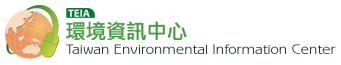 TEIA
環境資訊中心
Taiwan Environmental Information Center